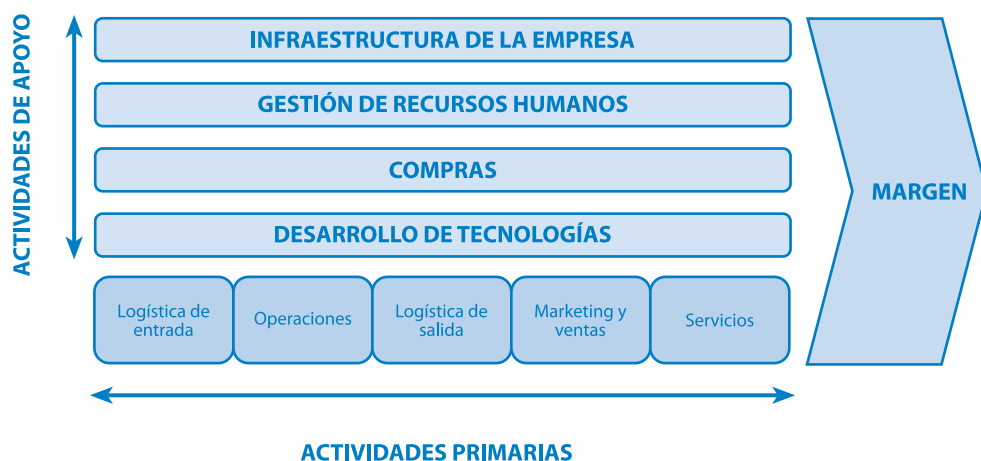 ACTIVIDADES DE APOYO
INFRAESTRUCTURA DE LA EMPRESA
GESTIÓN DE RECURSOS HUMANOS
COMPRAS
DESARROLLO DE TECNOLOGÍAS
MARGEN
Logística de
entrada
Operaciones
Logística de
salida
Marketing y
ventas
Servicios
ACTIVIDADES PRIMARIAS